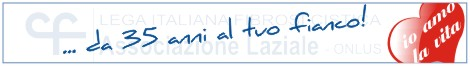 LEGA ITALIANA FIBROSI CISTICA
... da 35 anni al tuo fianco!
Associazione Laziale - ONLUS
io amo
la vita